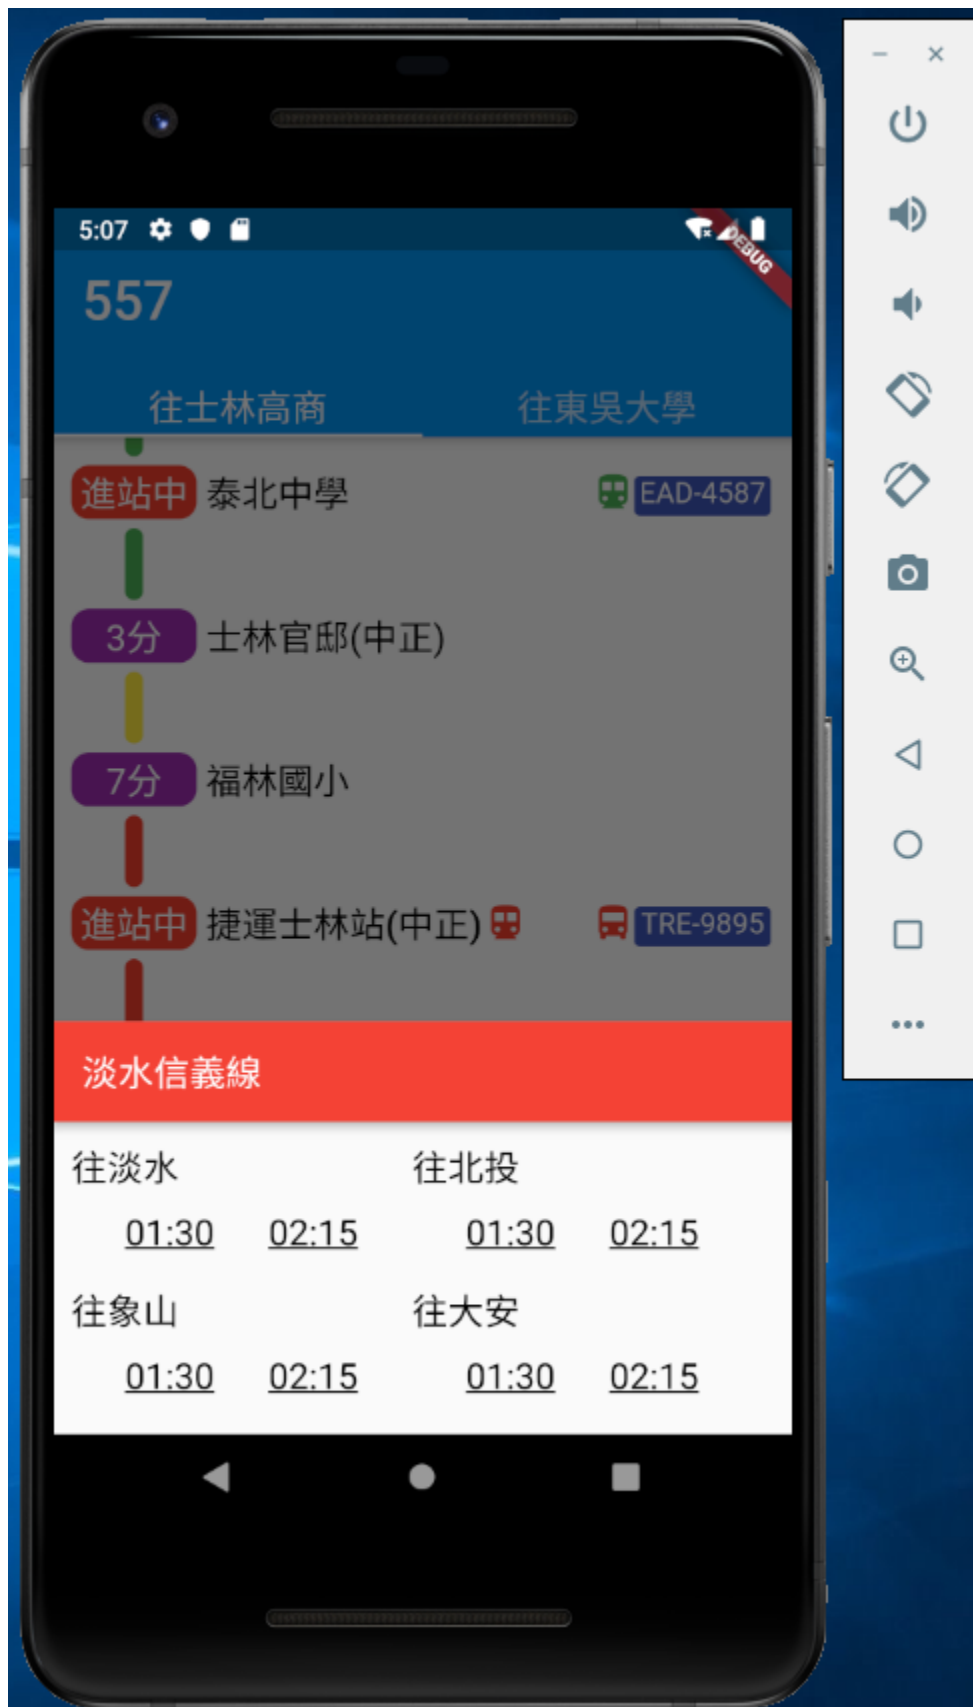 5:07
DEBUG
557
往士林高商 往東吳大學
進站中 泰北中學 EAD-4587
3分 士林官邸(中正)
7分 福林國小
進站中 捷運士林站(中正) TRE-9895
淡水信義線
往淡水 往北投
01:30 02:15 01:30 02:15
往象山 往大安
01:30 02:15 01:30 02:15